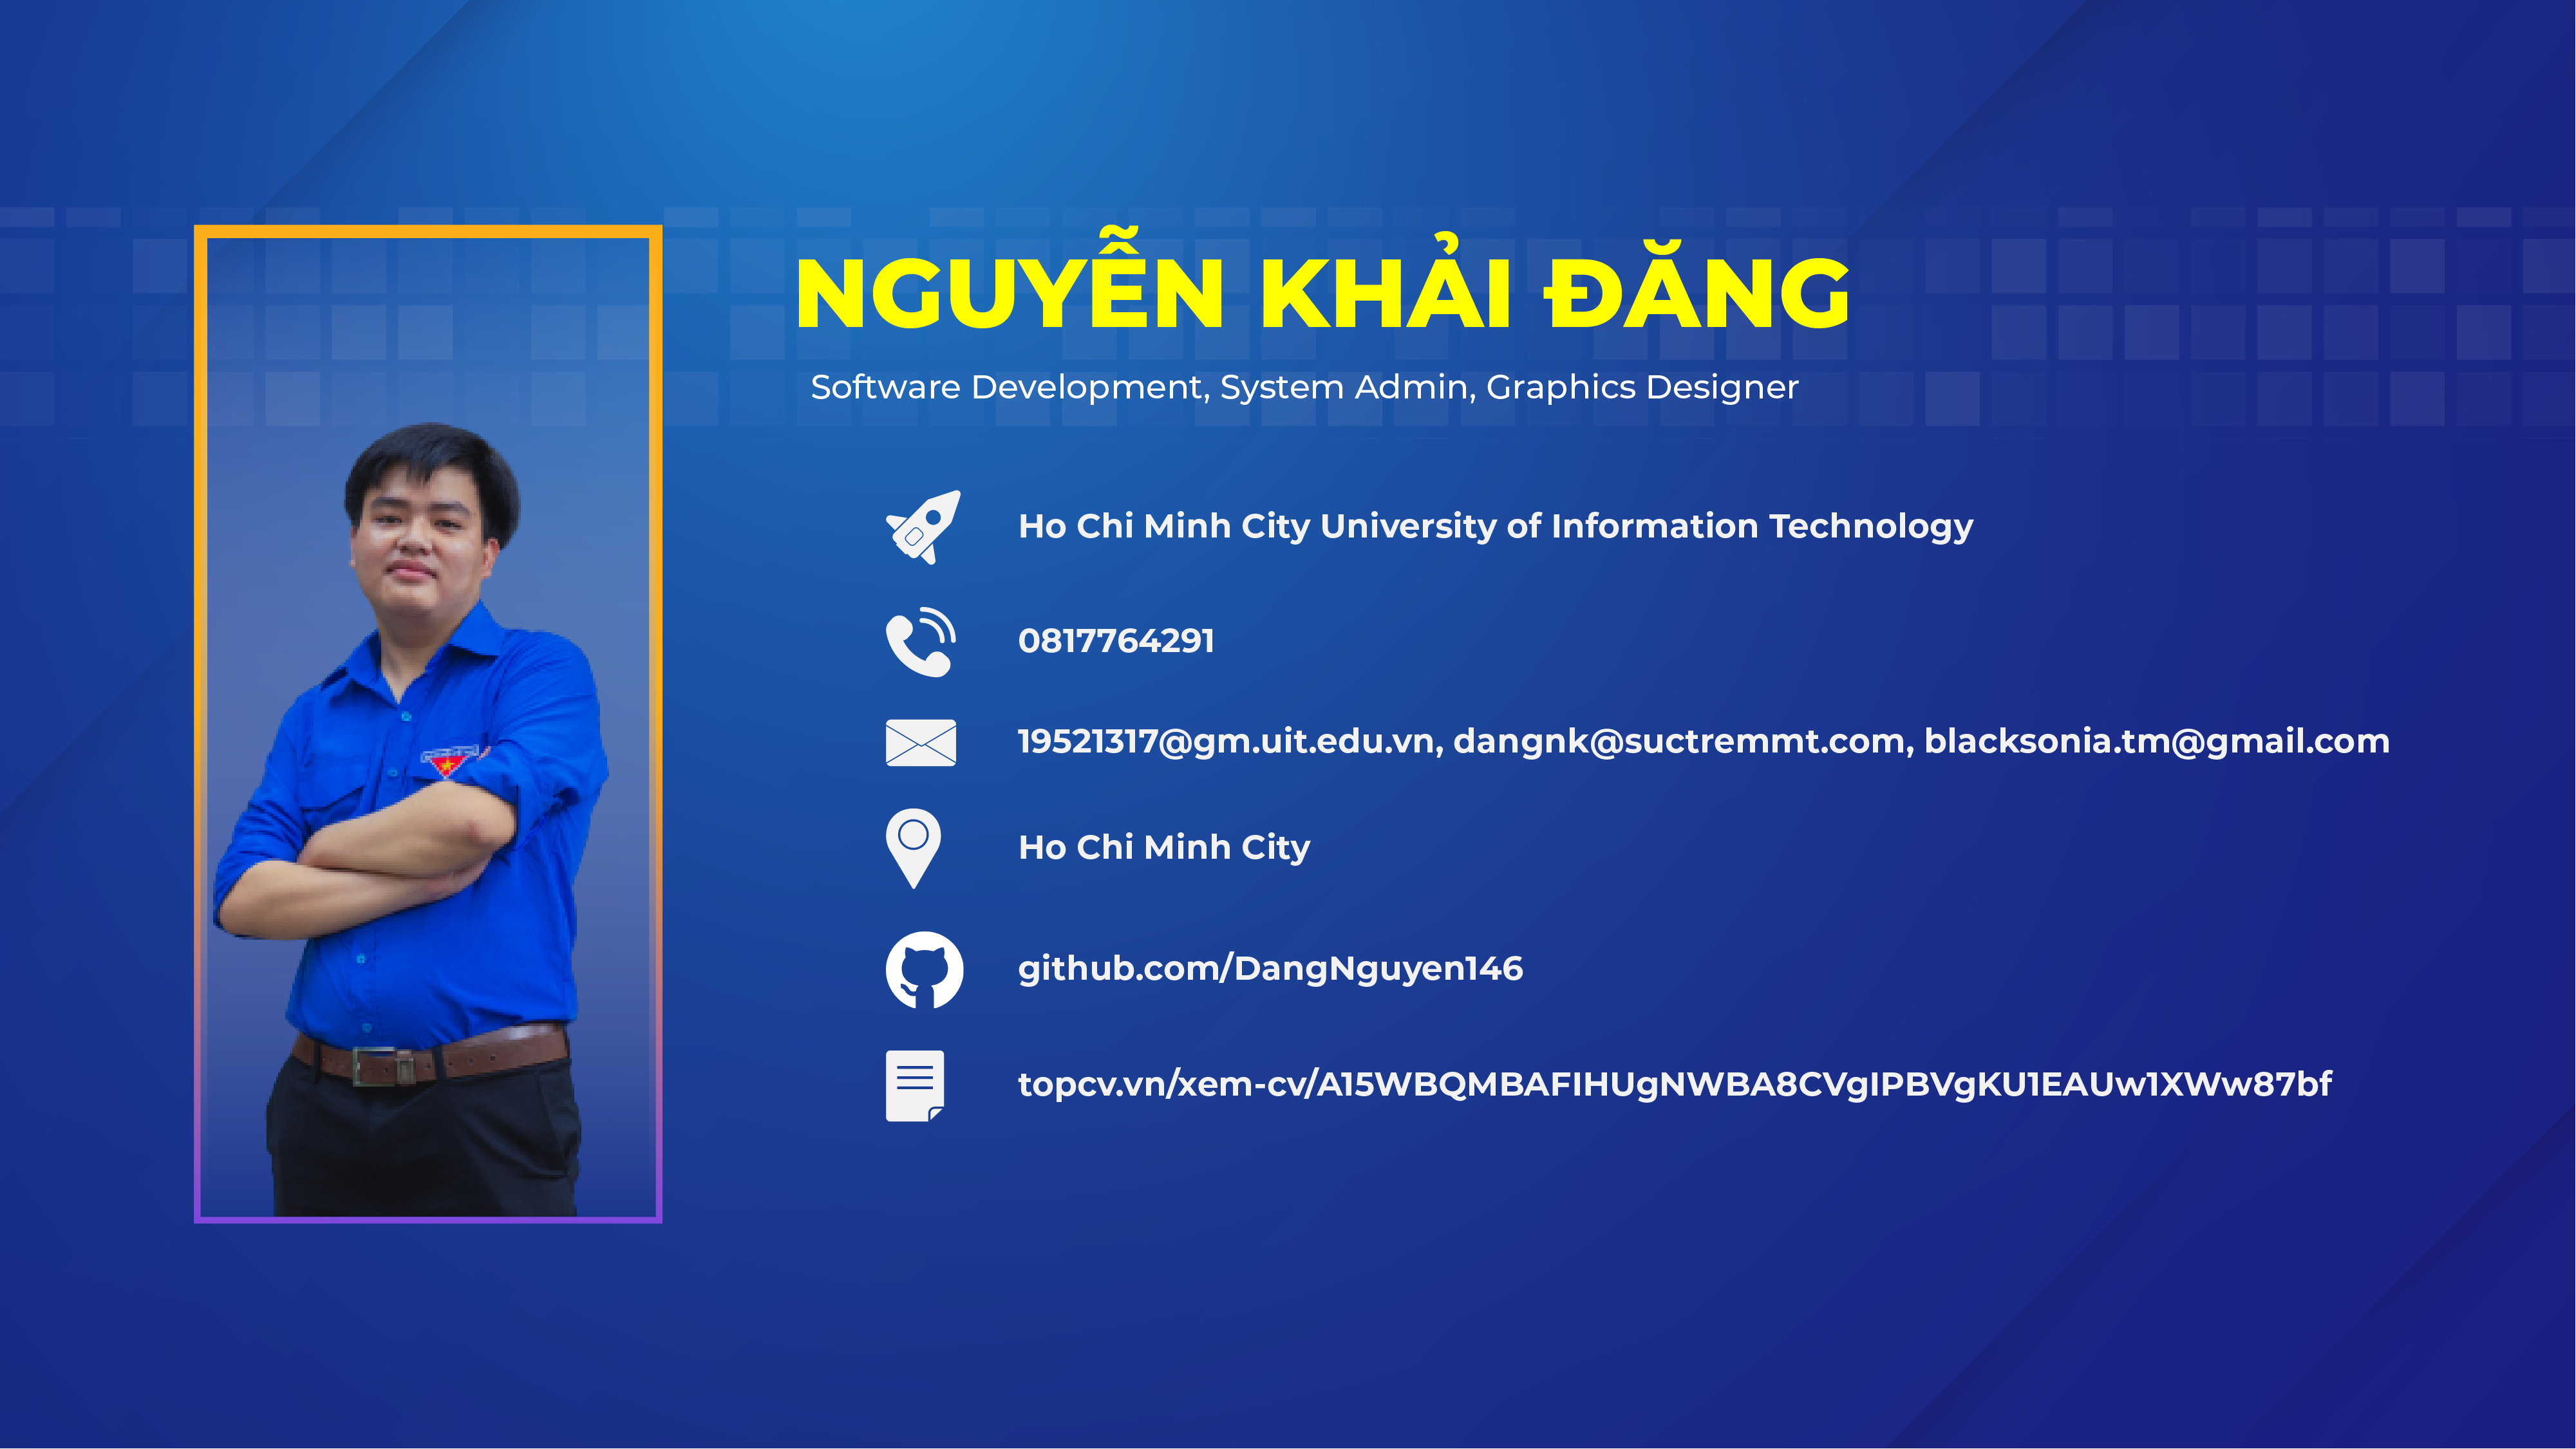 NGUYỄN KHẢI ĐĂNG
Software Development, System Admin, Graphics Designer
Ho Chi Minh City University of Information Technology
0817764291
19521317@gm.uit.edu.vn, dangnk@suctremmt.com, blacksonia.tm@gmail.com
Ho Chi Minh City
github.com/DangNguyen146
topcv.vn/xem-cv/A15WBQMBAFIHUgNWBA8CVgIPBVgKU1EAUw1XWw87bf